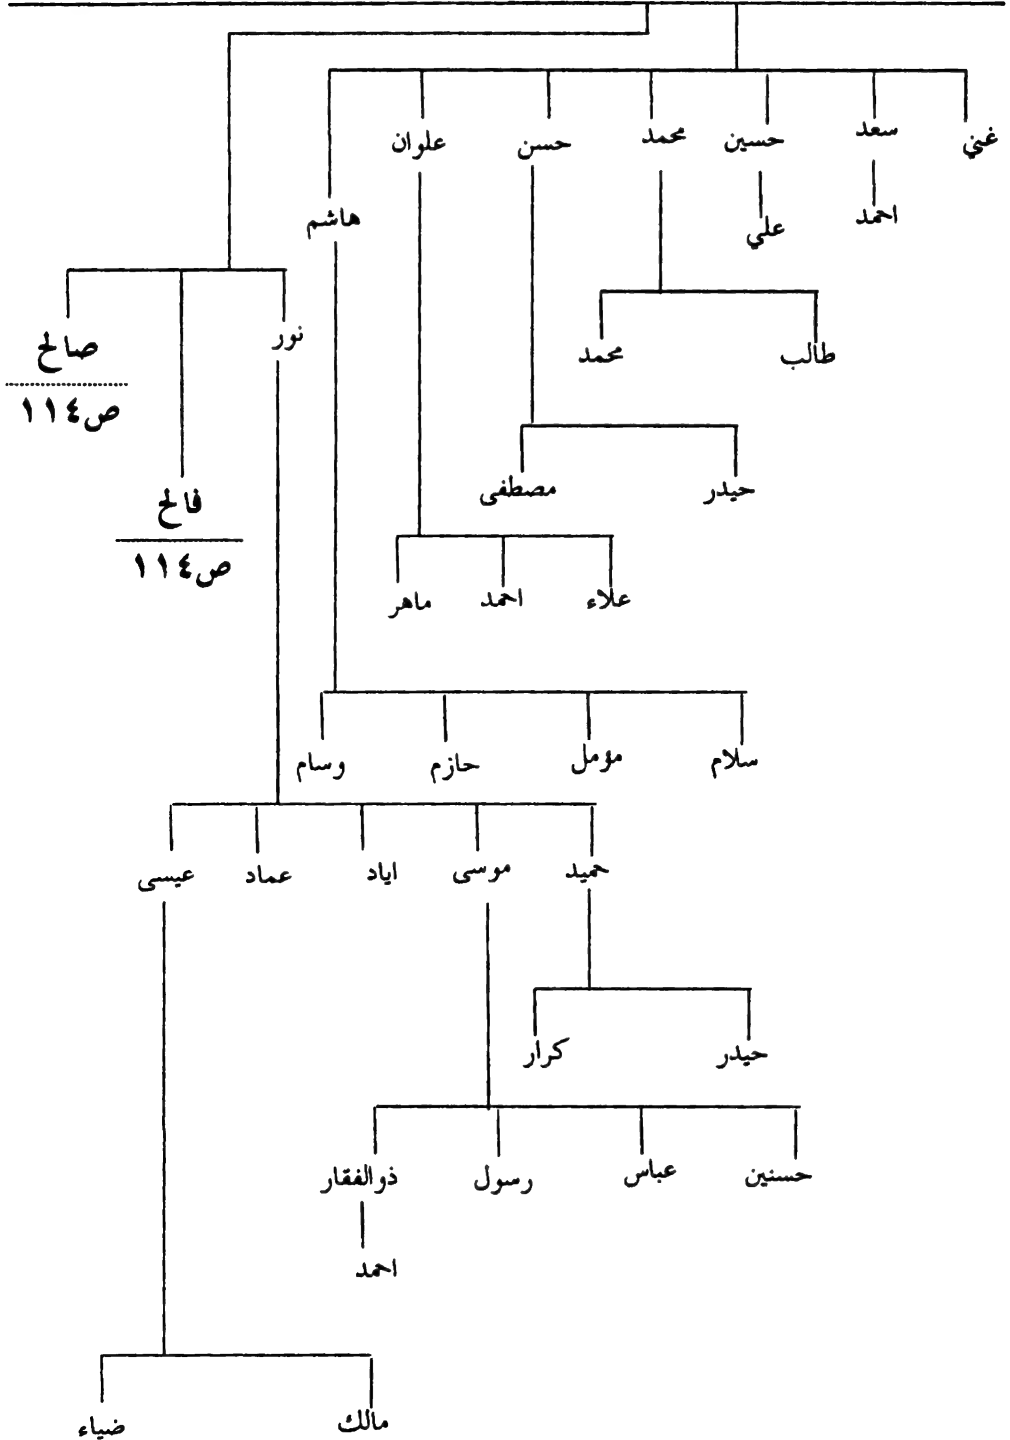 غني سعد حسين محمد حسن علوان
هاشم
احمد علي
نور صالح
ص١١٤
طالب محمد
حيدر مصطفى
فالح
ص١١٤
علاء احمد ماهر
سلام مؤمل حازم وسام
حميد موسى اياد عماد عيسى
حيدر كرار
حسنين عباس رسول ذوالفقار
احمد
مالك ضياء